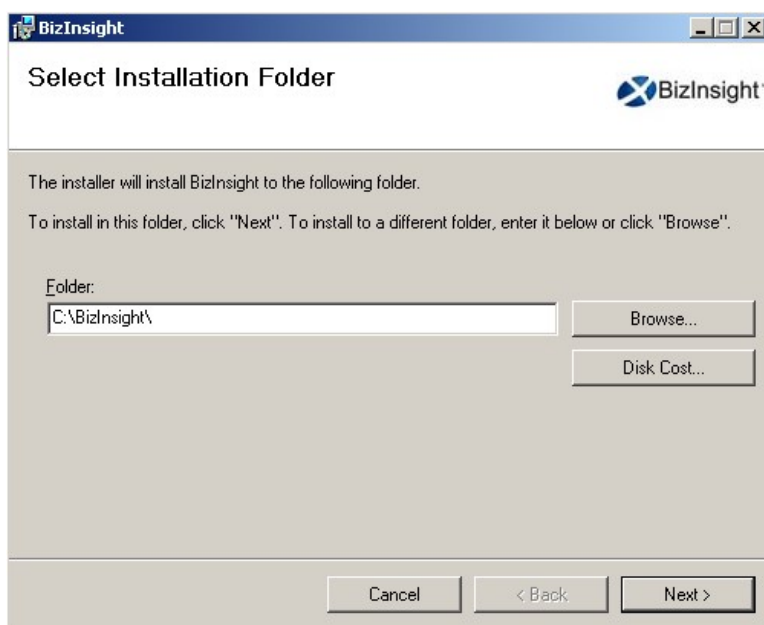 BizInsight
Select Installation Folder
BizInsight
The installer will install BizInsight to the following folder.
To install in this folder, click "Next". To install to a different folder, enter it below or click "Browse".
Folder:
C:\BizInsight\
Browse...
Disk Cost...
Cancel
< Back
Next >